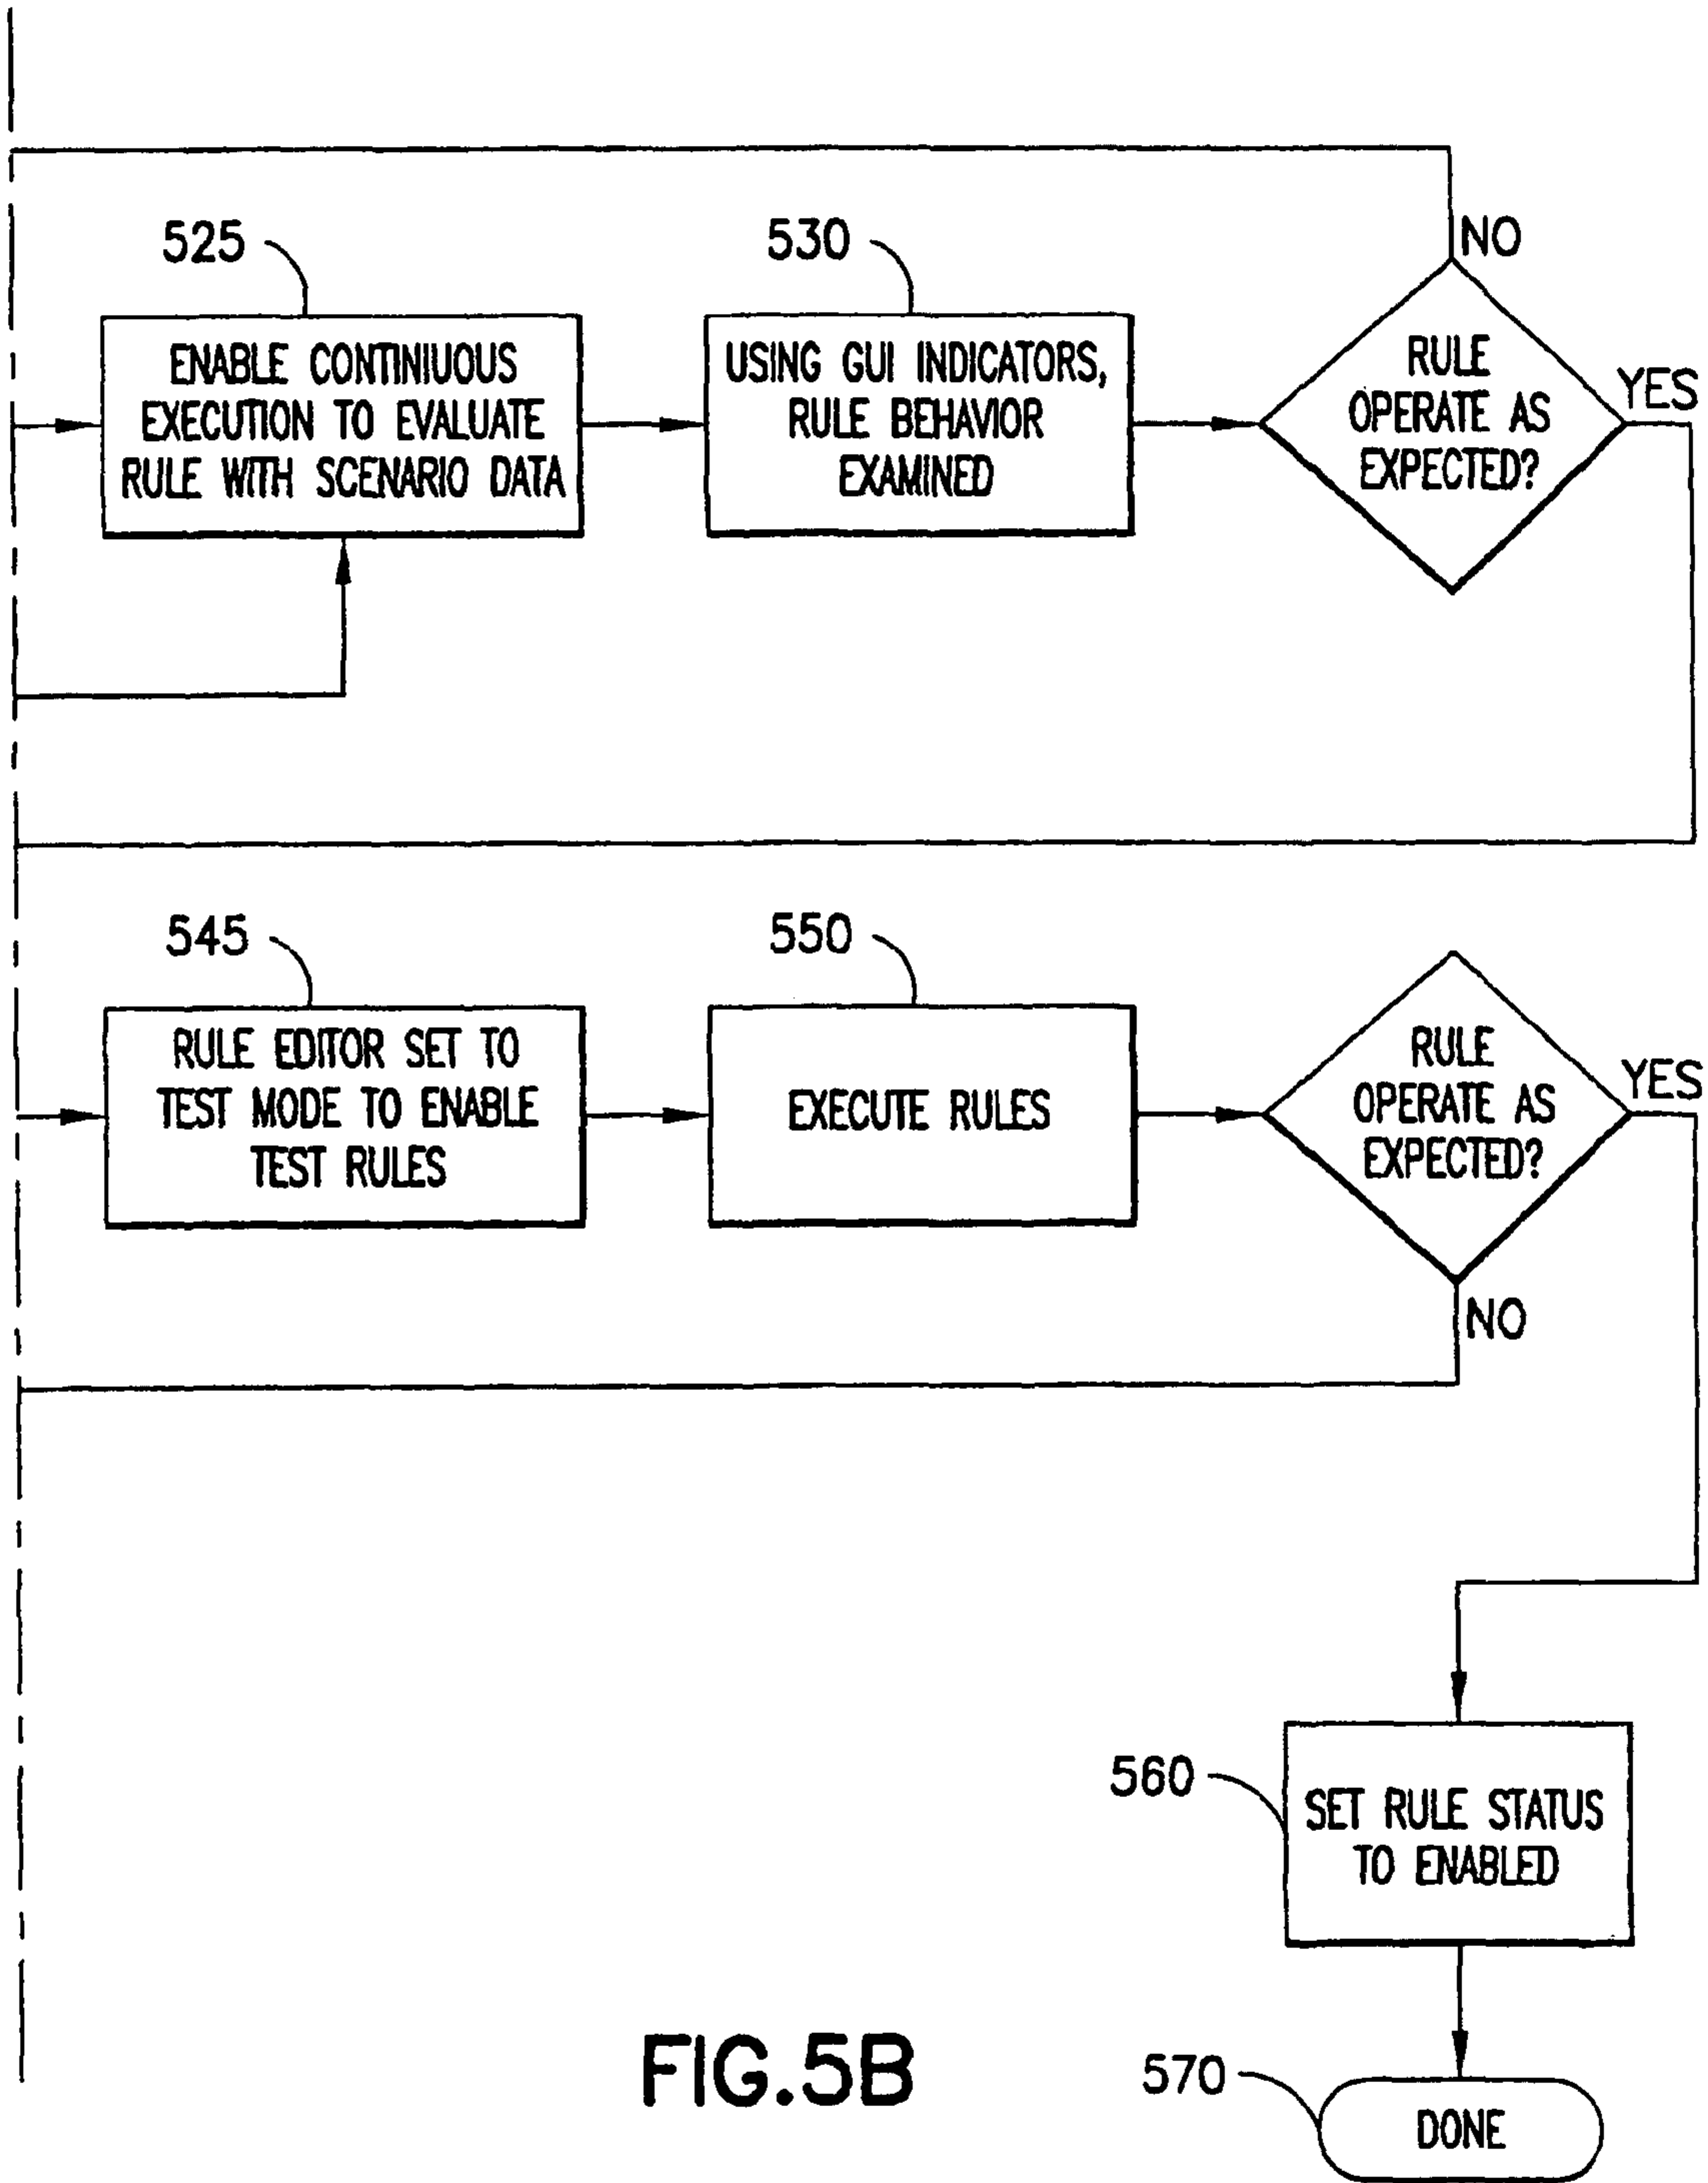 525
530
NO
ENABLE CONTINIUOUS
EXECUTION TO EVALUATE
RULE WITH SCENARIO DATA
USING GUI INDICATORS,
RULE BEHAVIOR
EXAMINED
RULE
OPERATE AS
EXPECTED?
YES
545
550
RULE EDITOR SET TO
TEST MODE TO ENABLE
TEST RULES
EXECUTE RULES
RULE
OPERATE AS
EXPECTED?
YES
NO
560
SET RULE STATUS
TO ENABLED
FIG.5B
570
DONE